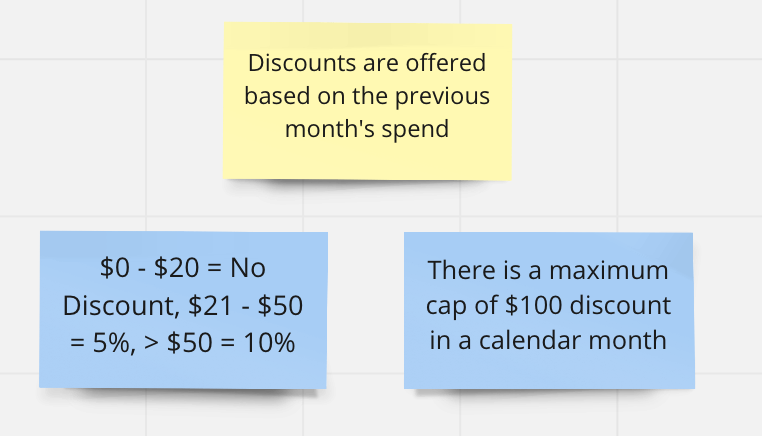 Discounts are offered
based on the previous
month's spend
$0 - $20 = No
Discount, $21 - $50
= 5%, > $50 = 10%
There is a maximum
cap of $100 discount
in a calendar month